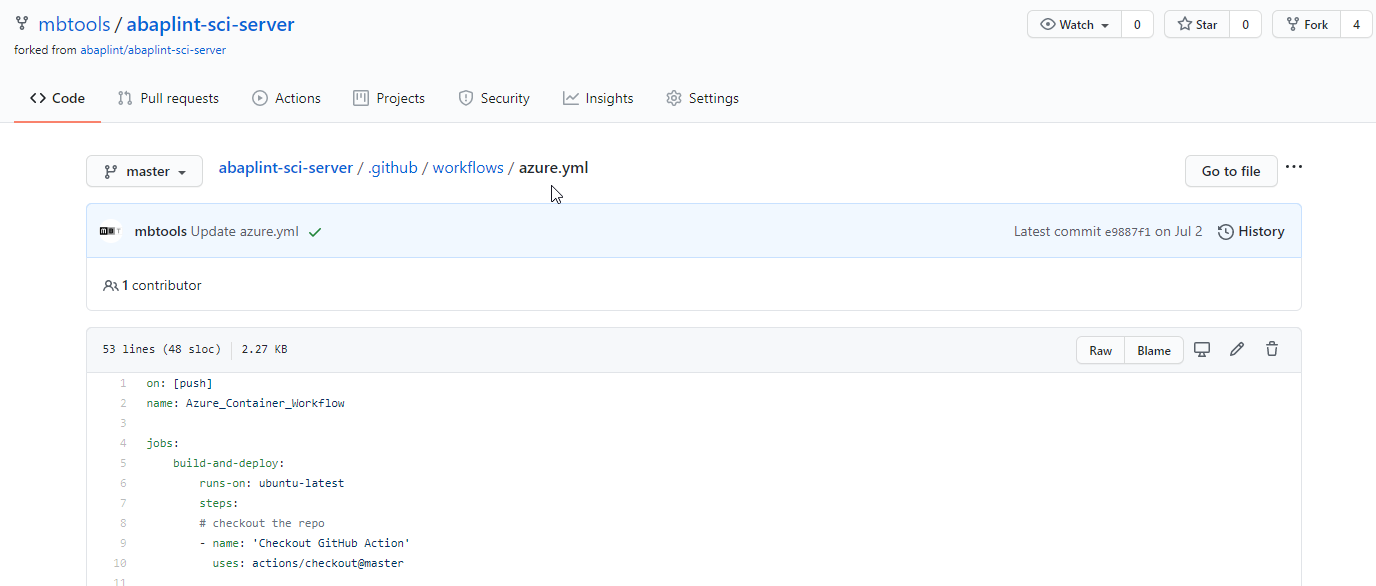 mbtools / abaplint-sci-server
Watch 0 Star 0 Fork 4
forked from abaplint/abaplint-sci-server
Code Pull requests Actions Projects Security Insights Settings
master abaplint-sci-server / .github / workflows / azure.yml Go to file ...
mbtools Update azure.yml Latest commit e9887f1 on Jul 2 History
1 contributor
53 lines (48 sloc) 2.27 KB Raw Blame
1 on: [push]
2 name: Azure_Container_Workflow
3
4 jobs:
5 build-and-deploy:
6 runs-on: ubuntu-latest
7 steps:
8 # checkout the repo
9 - name: 'Checkout GitHub Action'
10 uses: actions/checkout@master
11